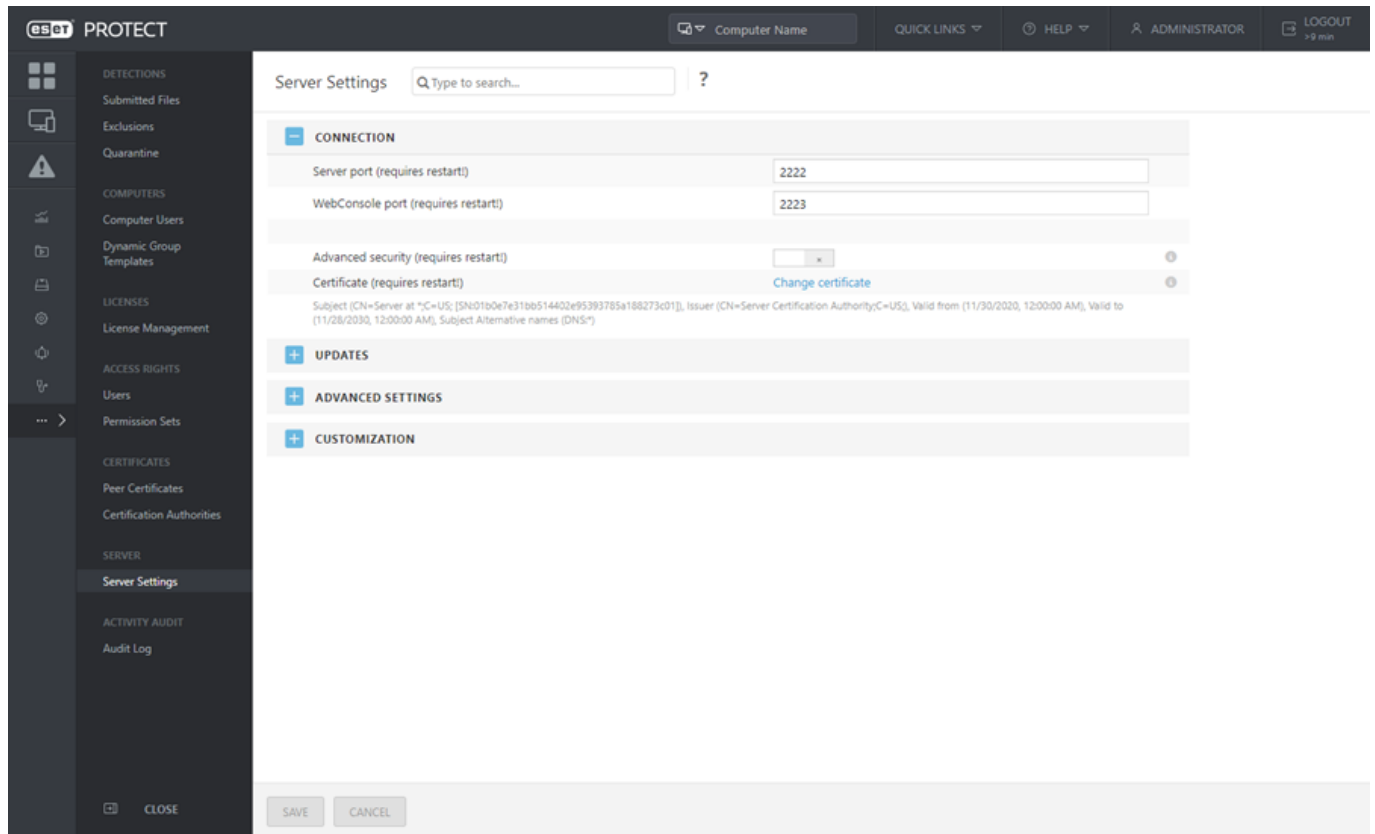 eset PROTECT
Computer Name
QUICK LINKS
HELP
ADMINISTRATOR
LOGOUT
>9 min
DETECTIONS
Submitted Files
Exclusions
Quarantine
COMPUTERS
Computer Users
Dynamic Group
Templates
LICENSES
License Management
ACCESS RIGHTS
Users
Permission Sets
CERTIFICATES
Peer Certificates
Certification Authorities
SERVER
Server Settings
ACTIVITY AUDIT
Audit Log
CLOSE
Server Settings
Type to search...
?
CONNECTION
Server port (requires restart!)
2222
WebConsole port (requires restart!)
2223
Advanced security (requires restart!)
Certificate (requires restart!)
Change certificate
Subject (CN=Server at *;C=US; [SN:01b0e7e31bb514402e95393785a188273c01]), Issuer (CN=Server Certification Authority;C=US;), Valid from (11/30/2020, 12:00:00 AM), Valid to
(11/28/2030, 12:00:00 AM), Subject Alternative names (DNS:*)
UPDATES
ADVANCED SETTINGS
CUSTOMIZATION
SAVE
CANCEL